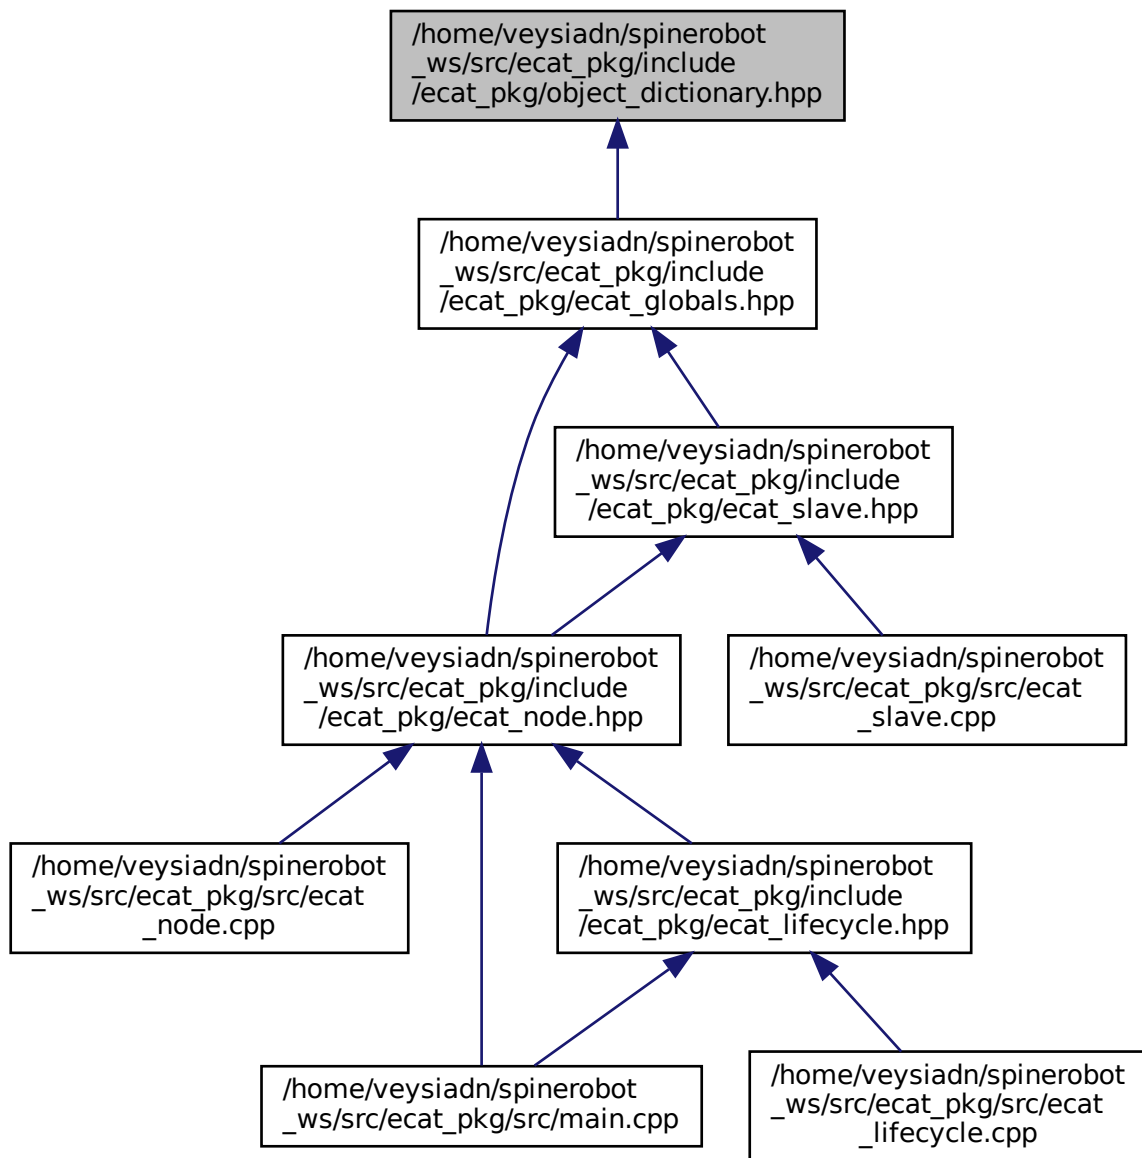 /home/veysiadn/spinerobot
_ws/src/ecat_pkg/include
/ecat_pkg/object_dictionary.hpp
/home/veysiadn/spinerobot
_ws/src/ecat_pkg/include
/ecat_pkg/ecat_globals.hpp
/home/veysiadn/spinerobot
_ws/src/ecat_pkg/include
/ecat_pkg/ecat_slave.hpp
/home/veysiadn/spinerobot
_ws/src/ecat_pkg/include
/ecat_pkg/ecat_node.hpp
/home/veysiadn/spinerobot
_ws/src/ecat_pkg/src/ecat
_slave.cpp
/home/veysiadn/spinerobot
_ws/src/ecat_pkg/src/ecat
_node.cpp
/home/veysiadn/spinerobot
_ws/src/ecat_pkg/include
/ecat_pkg/ecat_lifecycle.hpp
/home/veysiadn/spinerobot
_ws/src/ecat_pkg/src/main.cpp
/home/veysiadn/spinerobot
_ws/src/ecat_pkg/src/ecat
_lifecycle.cpp